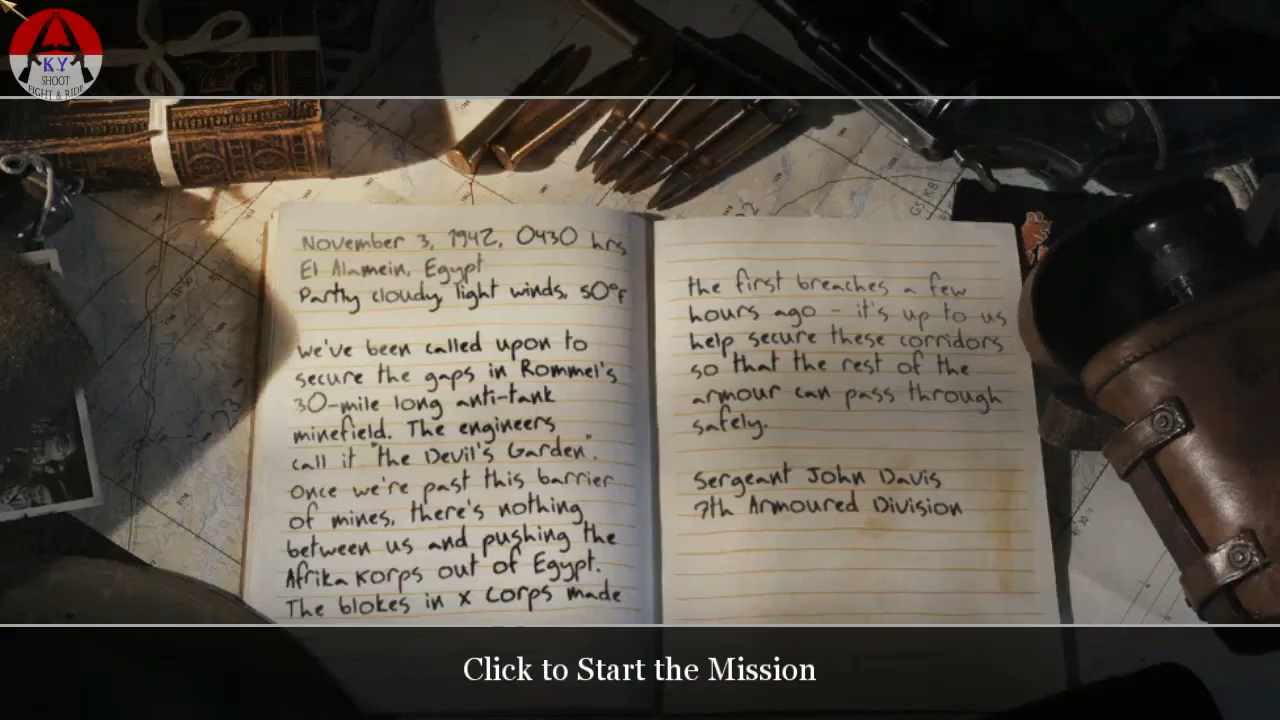 KY
SHOOT
FIGHT & RIDE
GSGKB
November 3, 1942, 0430 hrs
El Alamein, Egypt
Partly cloudy, light winds, 50°F
We've been called upon to
secure the gaps in Rommel's
30-mile long anti-tank
minefield. The engineers
call it "the Devil's Garden".
Once we're past this barrier
of mines, there's nothing
between us and pushing the
Afrika Korps out of Egypt.
The blokes in X Corps made
the first breaches a few
hours ago - it's up to us
help secure these corridors
so that the rest of the
armour can pass through
safely.
Sergeant John Davis
7th Armoured Division
Click to Start the Mission